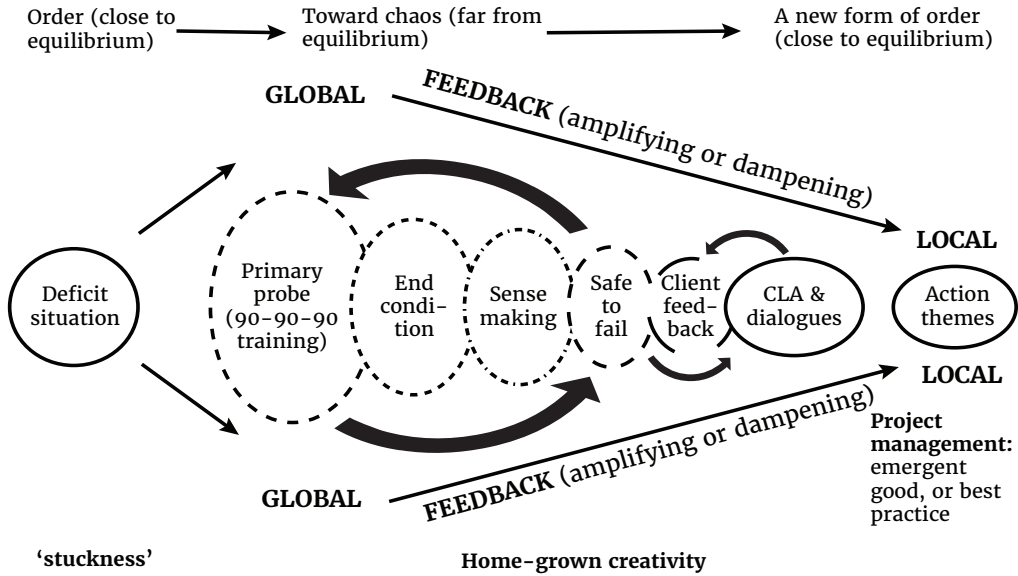 Order (close to
equilibrium)
Toward chaos (far from
equilibrium)
A new form of order
(close to equilibrium)
GLOBAL
FEEDBACK (amplifying or dampening)
LOCAL
Deficit
situation
Primary
probe
(90-90-90
training)
End
condi-
tion
Sense
making
Safe
to
fail
Client
feed-
back
CLA &
dialogues
Action
themes
LOCAL
GLOBAL
FEEDBACK (amplifying or dampening)
Project
management:
emergent
good, or best
practice
‘stuckness’
Home-grown creativity